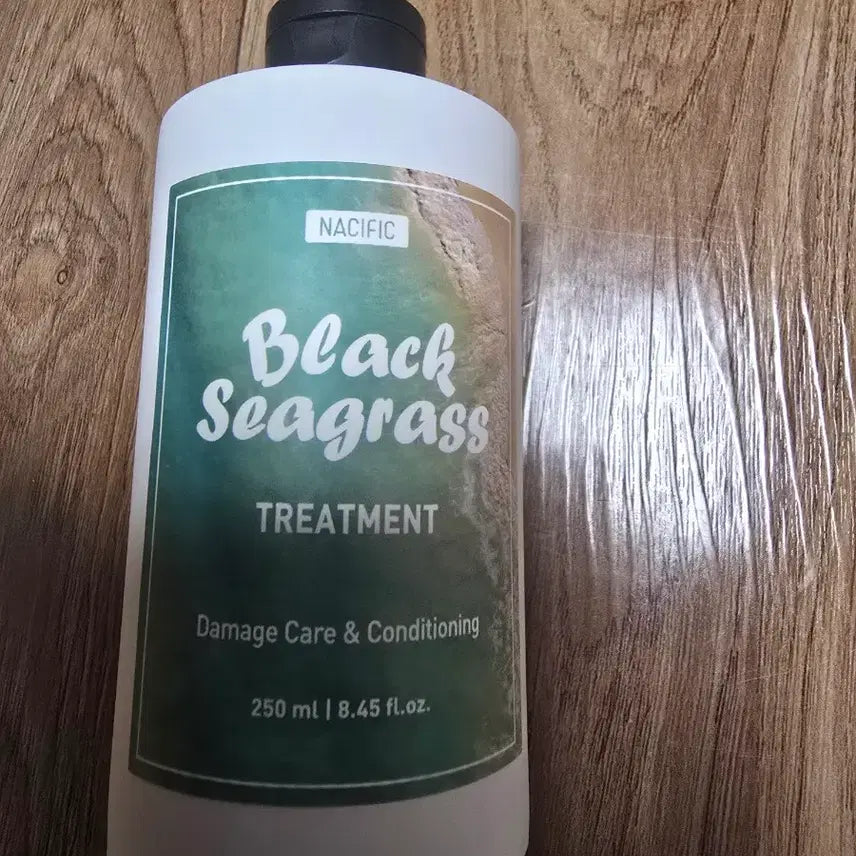 NACIFIC
Black
Seagrass
TREATMENT
Damage Care & Conditioning
250 ml | 8.45 fl.oz.